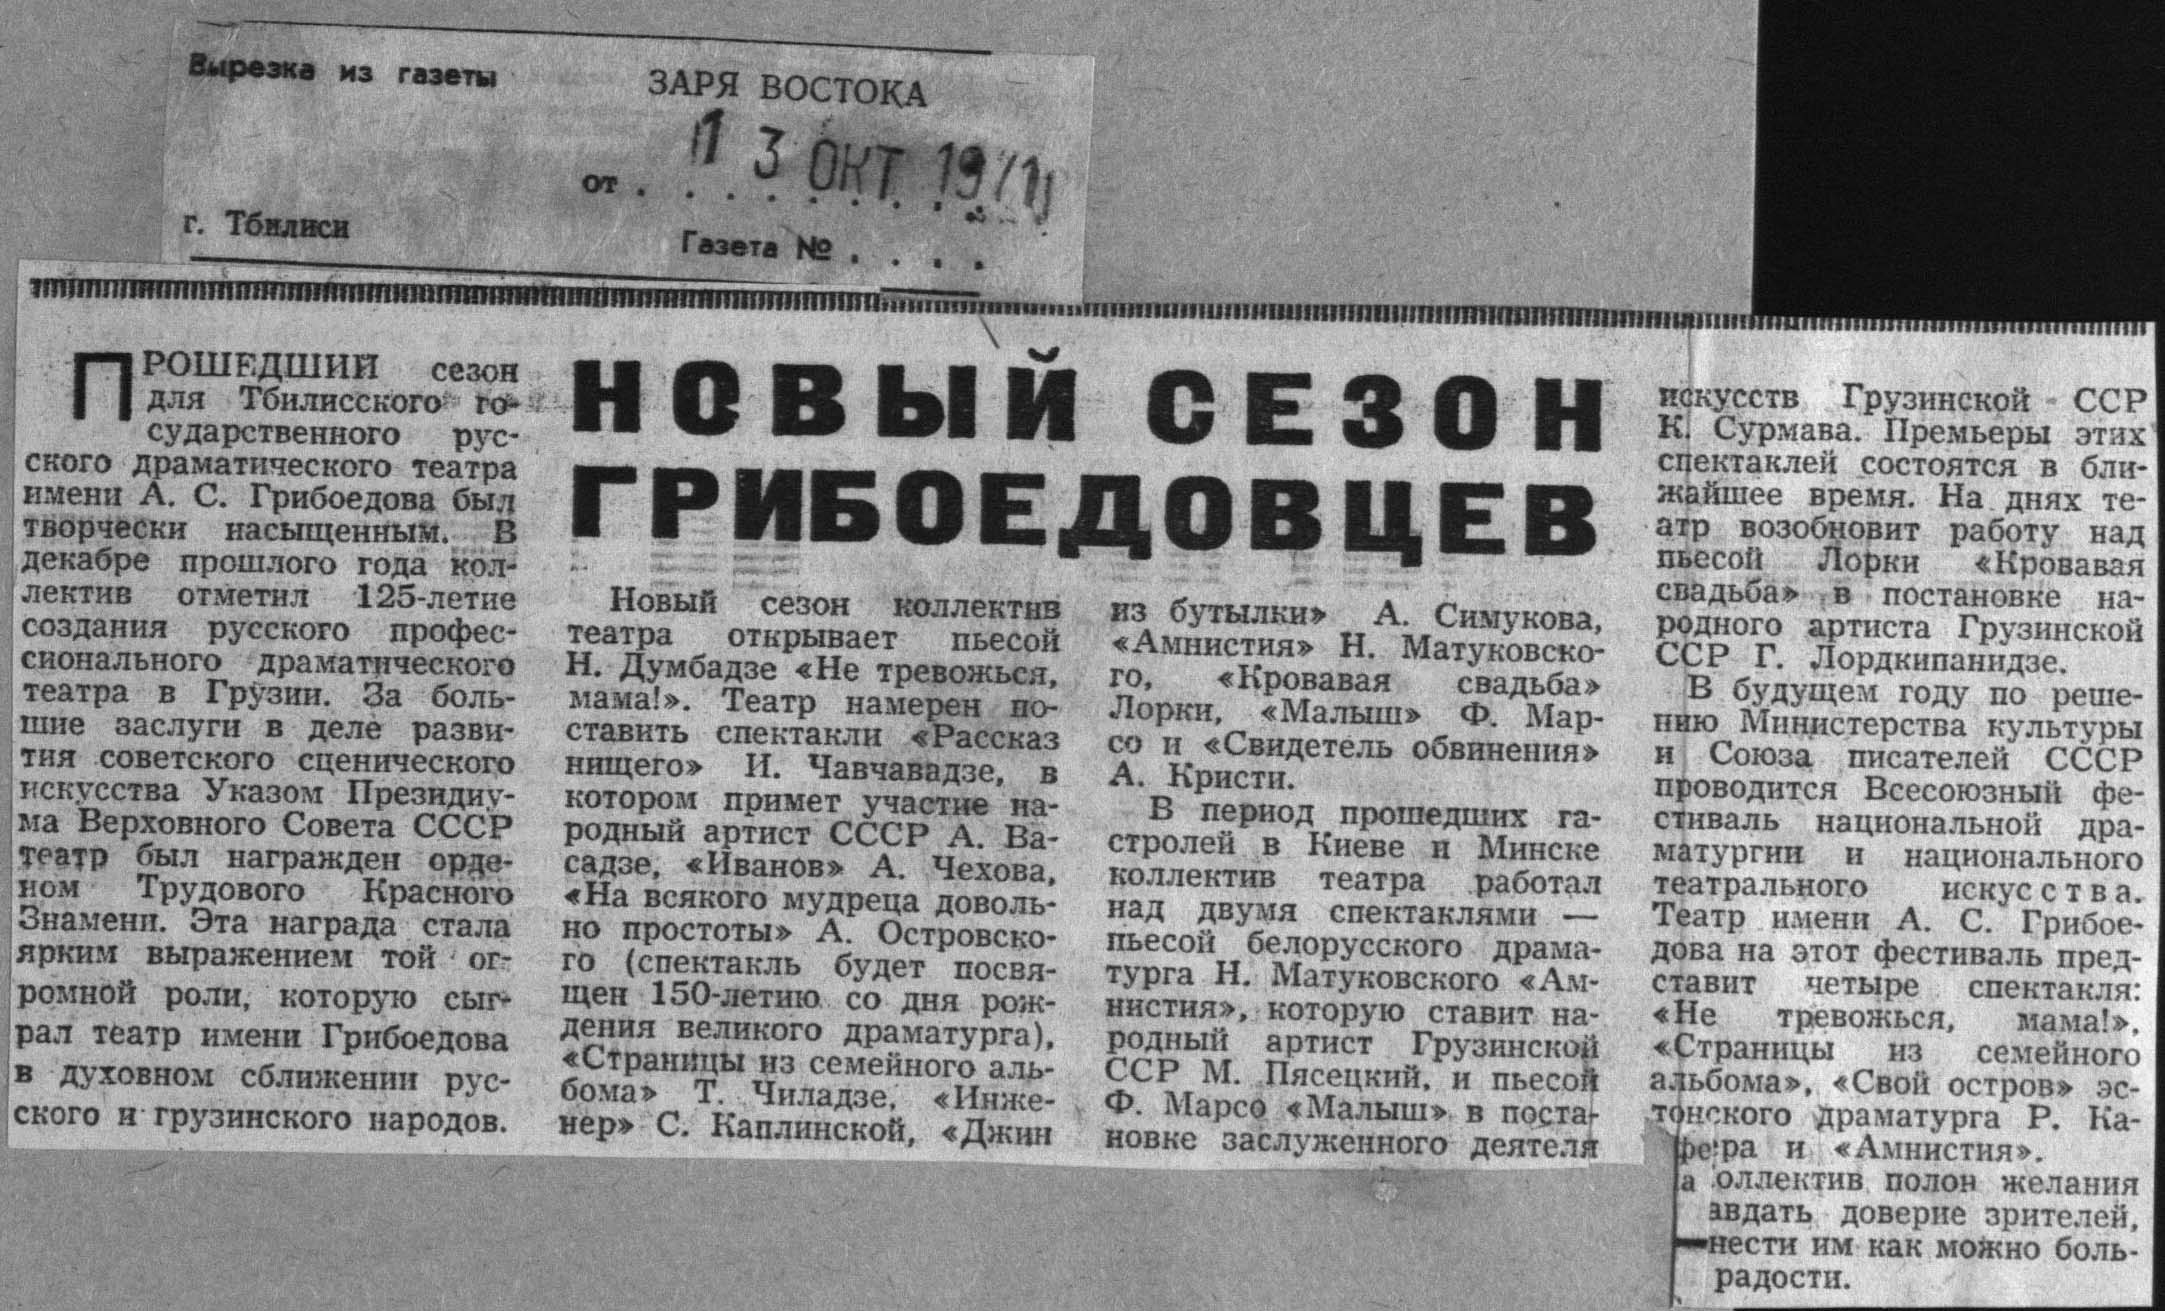 Вырезка из газеты
ЗАРЯ ВОСТОКА
от . . . . . . . . .
13 ОКТ 1971
г. Тбилиси
Газета № . . . .
НОВЫЙ СЕЗОН
ГРИБОЕДОВЦЕВ
ПРОШЕДШИЙ сезон
для Тбилисского го-
сударственного рус-
ского драматического театра
имени А. С. Грибоедова был
творчески насыщенным. В
декабре прошлого года кол-
лектив отметил 125-летие
создания русского профес-
сионального драматического
театра в Грузии. За боль-
шие заслуги в деле разви-
тия советского сценического
искусства Указом Президиу-
ма Верховного Совета СССР
театр был награжден орде-
ном Трудового Красного
Знамени. Эта награда стала
ярким выражением той ог-
ромной роли, которую сыг-
рал театр имени Грибоедова
в духовном сближении рус-
ского и грузинского народов.
Новый сезон коллектив
театра открывает пьесой
Н. Думбадзе «Не тревожься,
мама!». Театр намерен по-
ставить спектакли «Рассказ
нищего» И. Чавчавадзе, в
котором примет участие на-
родный артист СССР А. Ва-
садзе, «Иванов» А. Чехова,
«На всякого мудреца доволь-
но простоты» А. Островско-
го (спектакль будет посвя-
щен 150-летию со дня рож-
дения великого драматурга),
«Страницы из семейного аль-
бома» Т. Чиладзе, «Инже-
нер» С. Каплинской, «Джин
из бутылки» А. Симукова,
«Амнистия» Н. Матуковско-
го, «Кровавая свадьба»
Лорки, «Малыш» Ф. Мар-
со и «Свидетель обвинения»
А. Кристи.
В период прошедших га-
стролей в Киеве и Минске
коллектив театра работал
над двумя спектаклями —
пьесой белорусского драма-
турга Н. Матуковского «Ам-
нистия», которую ставит на-
родный артист Грузинской
ССР М. Пясецкий, и пьесой
Ф. Марсо «Малыш» в поста-
новке заслуженного деятеля
искусств Грузинской ССР
К. Сурмава. Премьеры этих
спектаклей состоятся в бли-
жайшее время. На днях те-
атр возобновит работу над
пьесой Лорки «Кровавая
свадьба» в постановке на-
родного артиста Грузинской
ССР Г. Лордкипанидзе.
В будущем году по реше-
нию Министерства культуры
и Союза писателей СССР
проводится Всесоюзный фе-
стиваль национальной дра-
матургии и национального
театрального искусства.
Театр имени А. С. Грибое-
дова на этот фестиваль пред-
ставит четыре спектакля:
«Не тревожься, мама!»,
«Страницы из семейного
альбома», «Свой остров» эс-
тонского драматурга Р. Ка-
фера и «Амнистия».
оллектив полон желания
авдать доверие зрителей,
нести им как можно боль-
радости.